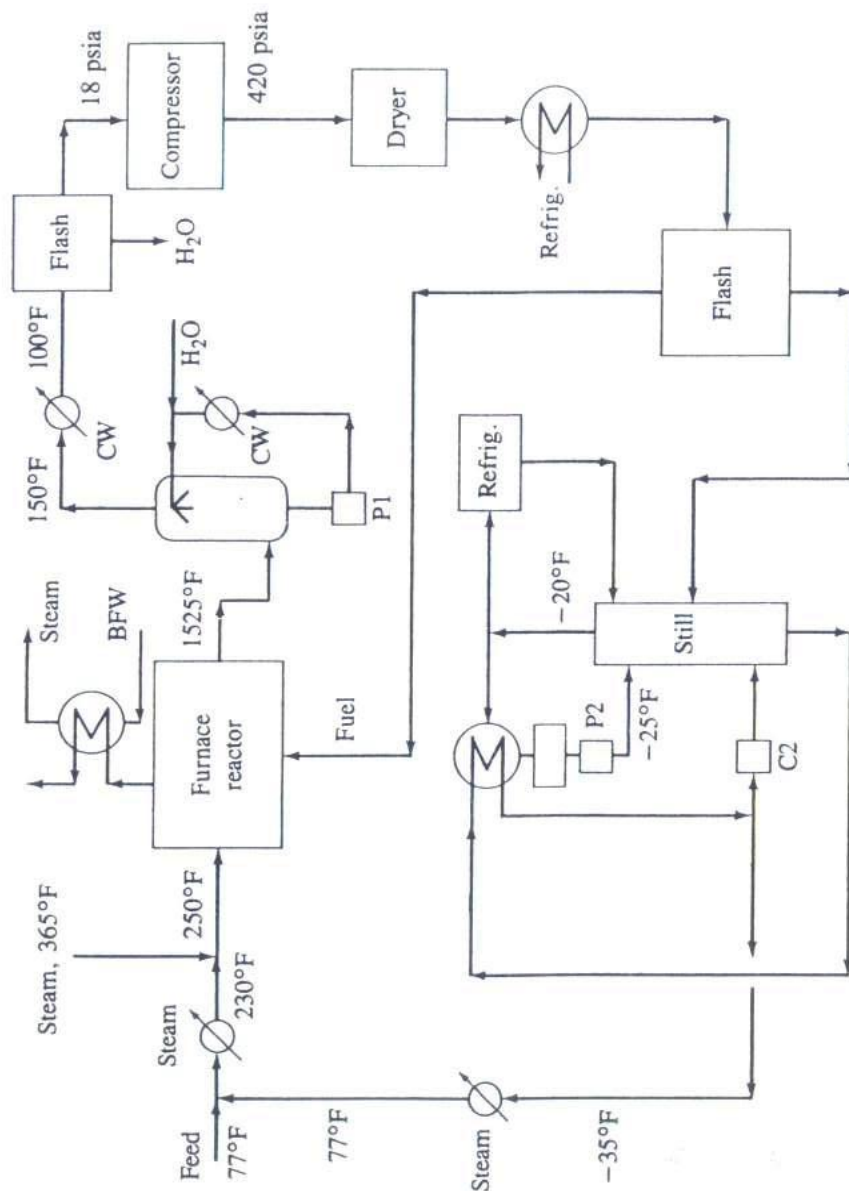 Feed
77°F
77°F
Steam
−35°F
Steam
230°F
Steam, 365°F
250°F
Furnace
reactor
Fuel
Steam
BFW
1525°F
150°F
CW
100°F
H₂O
CW
P1
Flash
H₂O
18 psia
Compressor
420 psia
Dryer
Refrig.
Flash
Refrig.
−20°F
Still
P2
−25°F
C2